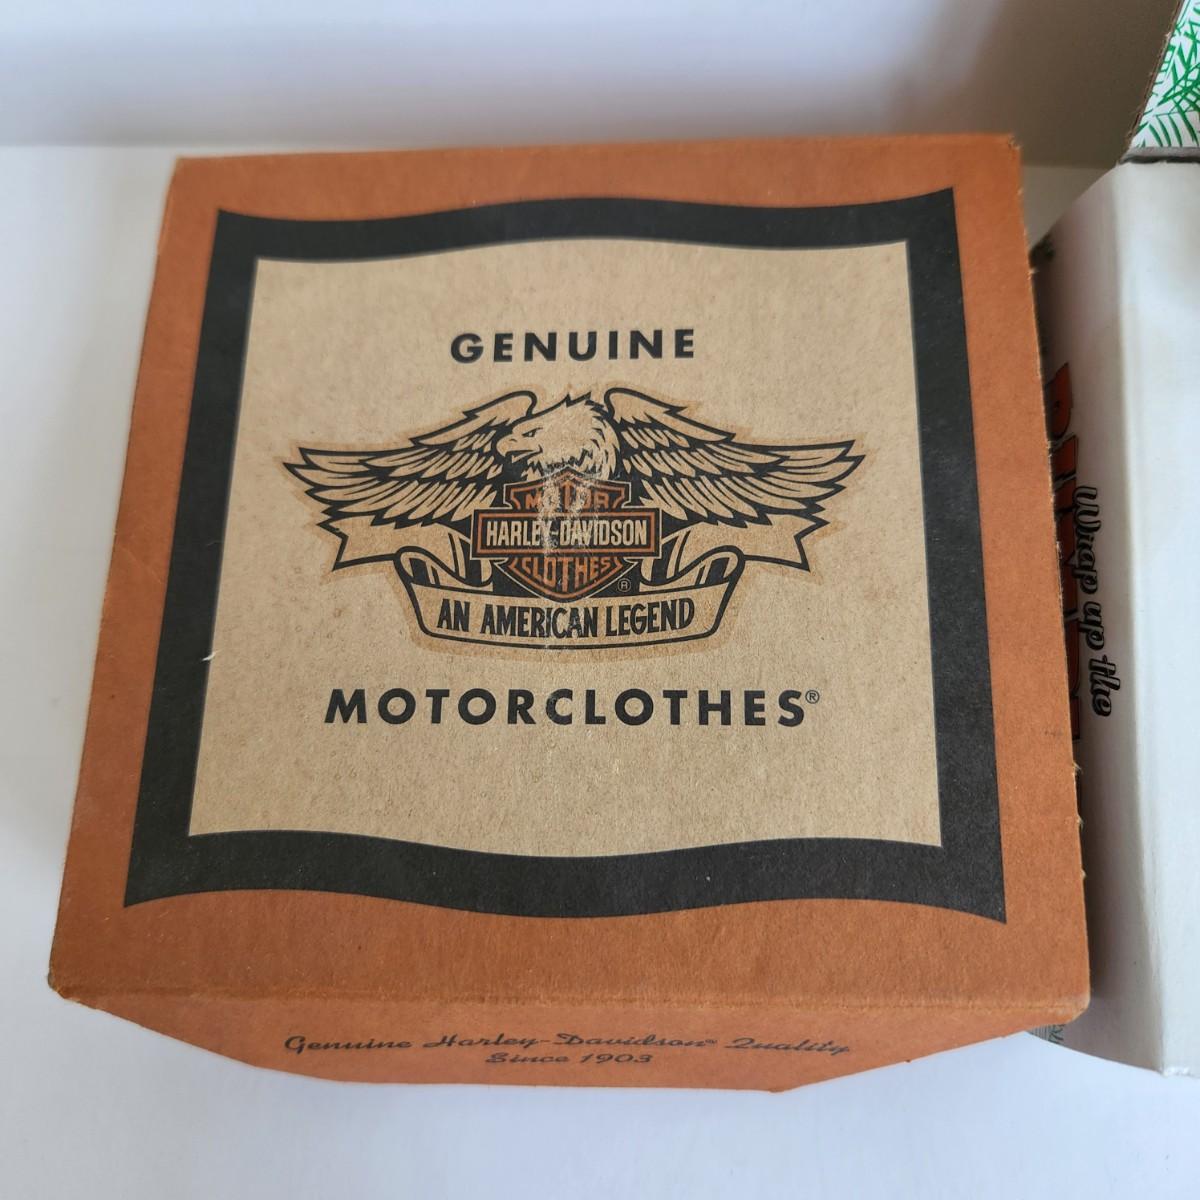 GENUINE
MOTOR
HARLEY-DAVIDSON
CLOTHES®
AN AMERICAN LEGEND
MOTORCLOTHES®
Genuine Harley-Davidson® Quality
Since 1903
Wrap up the